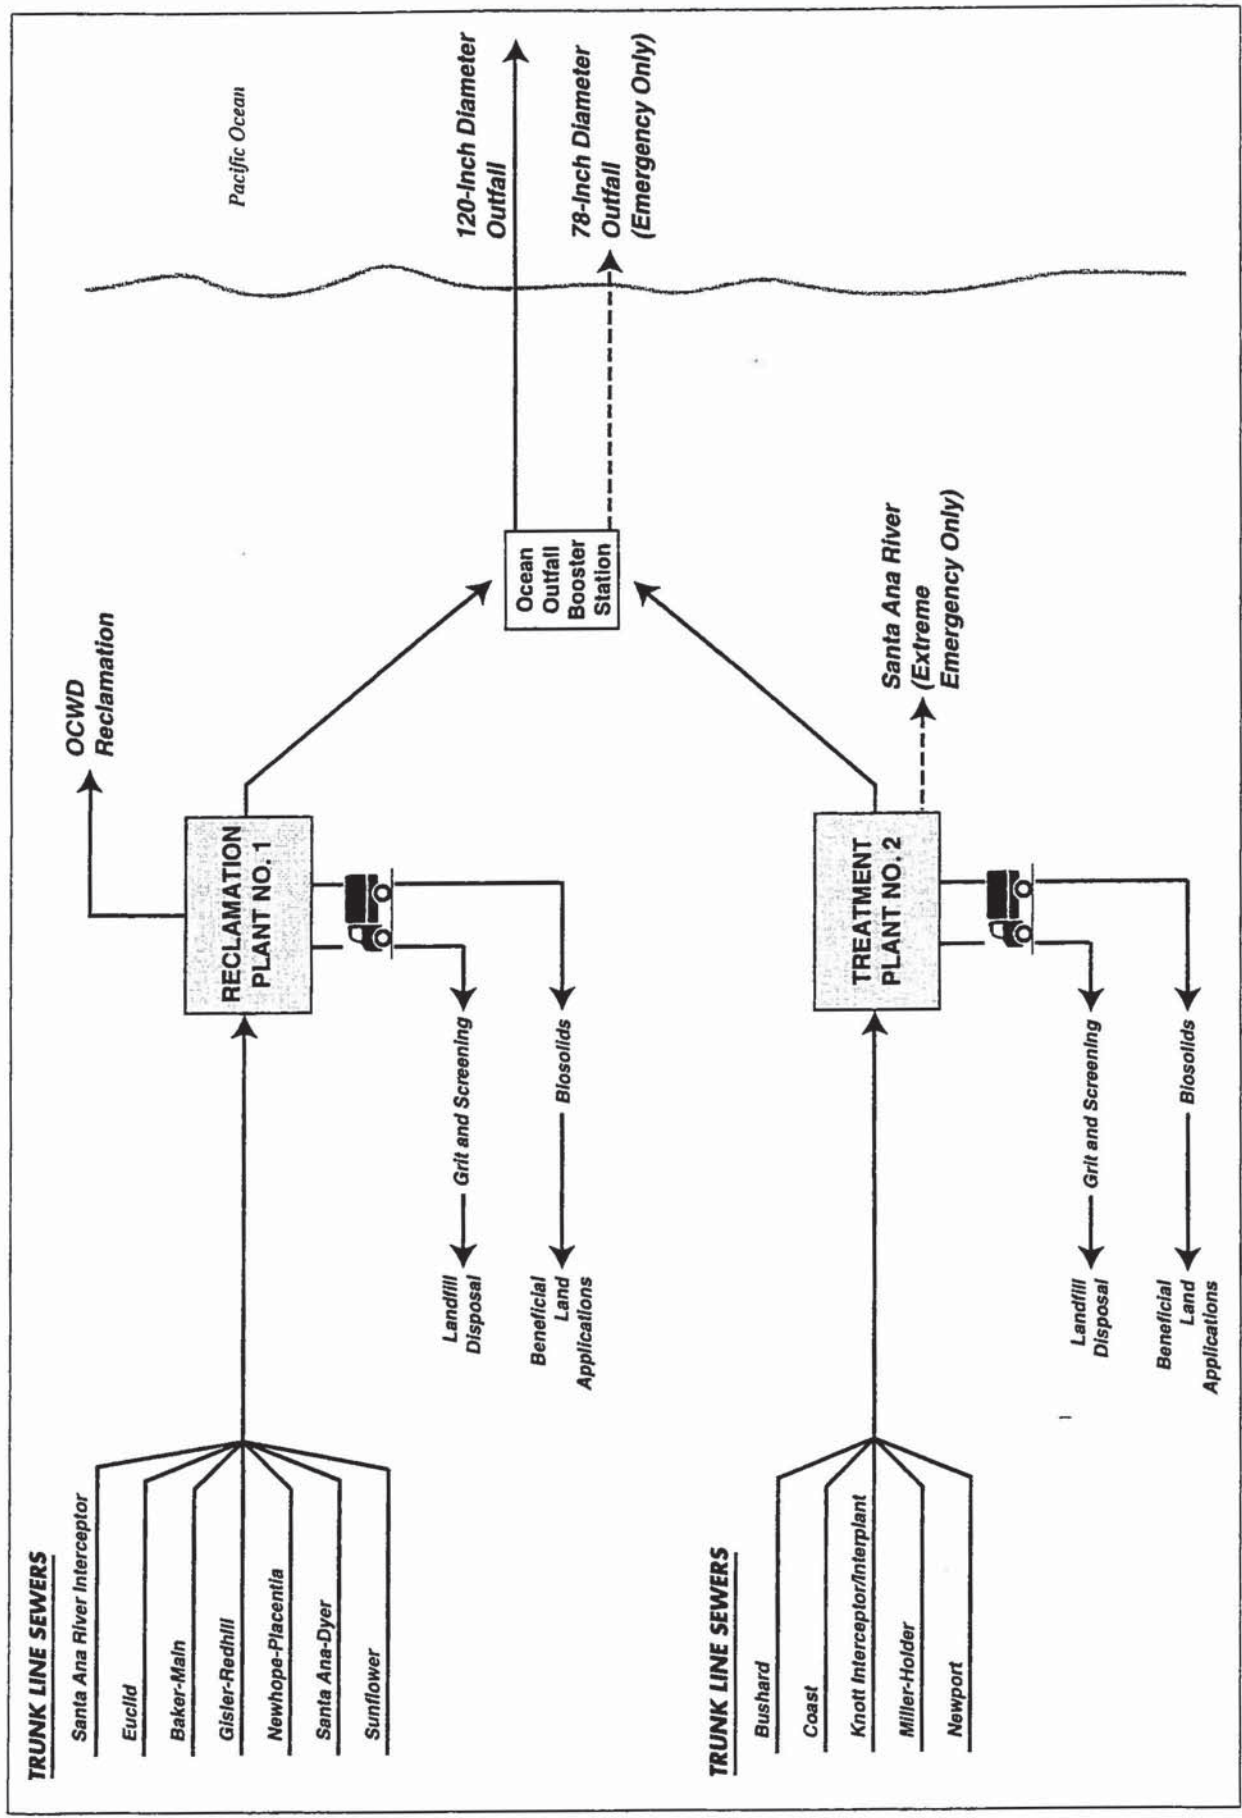 TRUNK LINE SEWERS
Santa Ana River Interceptor
Euclid
Baker-Main
Gisler-Redhill
Newhope-Placentia
Santa Ana-Dyer
Sunflower
RECLAMATION
PLANT NO. 1
OCWD
Reclamation
Grit and Screening
Landfill
Disposal
Biosolids
Beneficial
Land
Applications
TRUNK LINE SEWERS
Bushard
Coast
Knott Interceptor/Interplant
Miller-Holder
Newport
TREATMENT
PLANT NO. 2
Santa Ana River
(Extreme
Emergency Only)
Grit and Screening
Landfill
Disposal
Biosolids
Beneficial
Land
Applications
Ocean
Outfall
Booster
Station
120-Inch Diameter
Outfall
78-Inch Diameter
Outfall
(Emergency Only)
Pacific Ocean